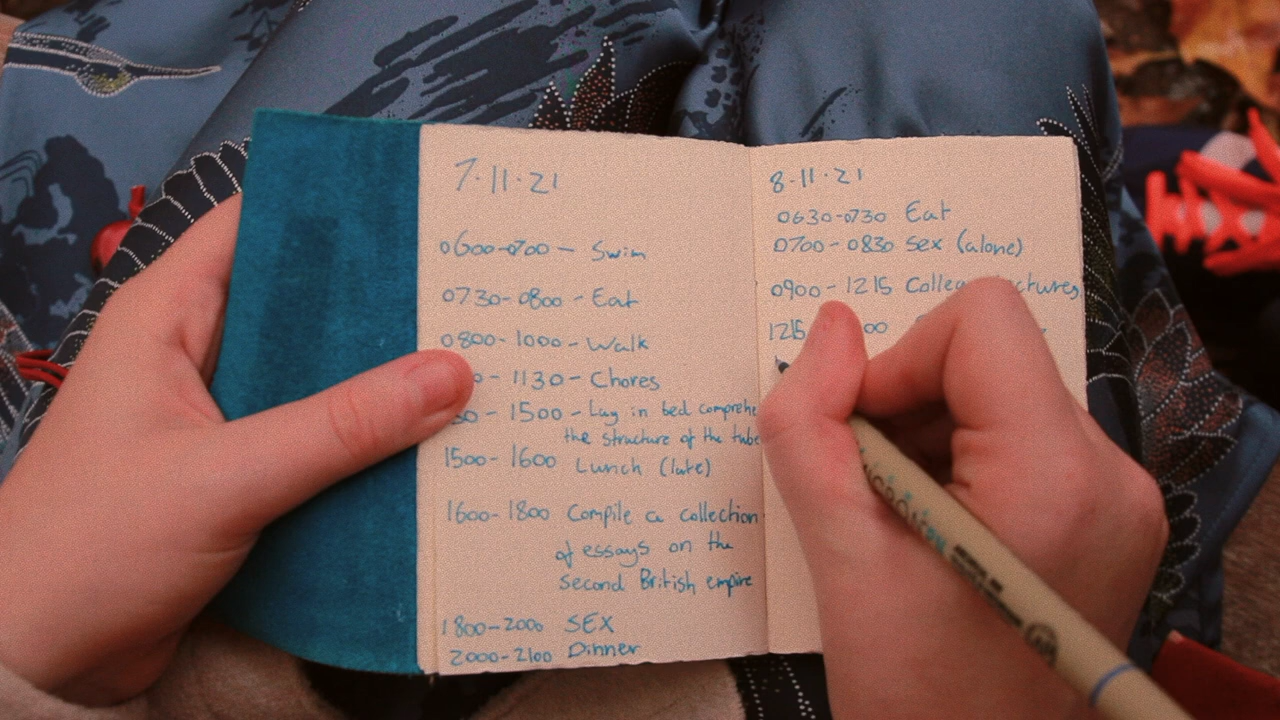 7·11·21
0600-0700 - Swim
0730-0800 - Eat
0800-1000 - Walk
1130 - Chores
1500 - Lay in bed
the structure of the
1500-1600 Lunch (late)
1600-1800 Compile a collection
of essays on the
second British empire
1800-2000 SEX
2000-2100 Dinner
8·11·21
0630-0730 Eat
0700-0830 Sex (alone)
0900-1215
1215